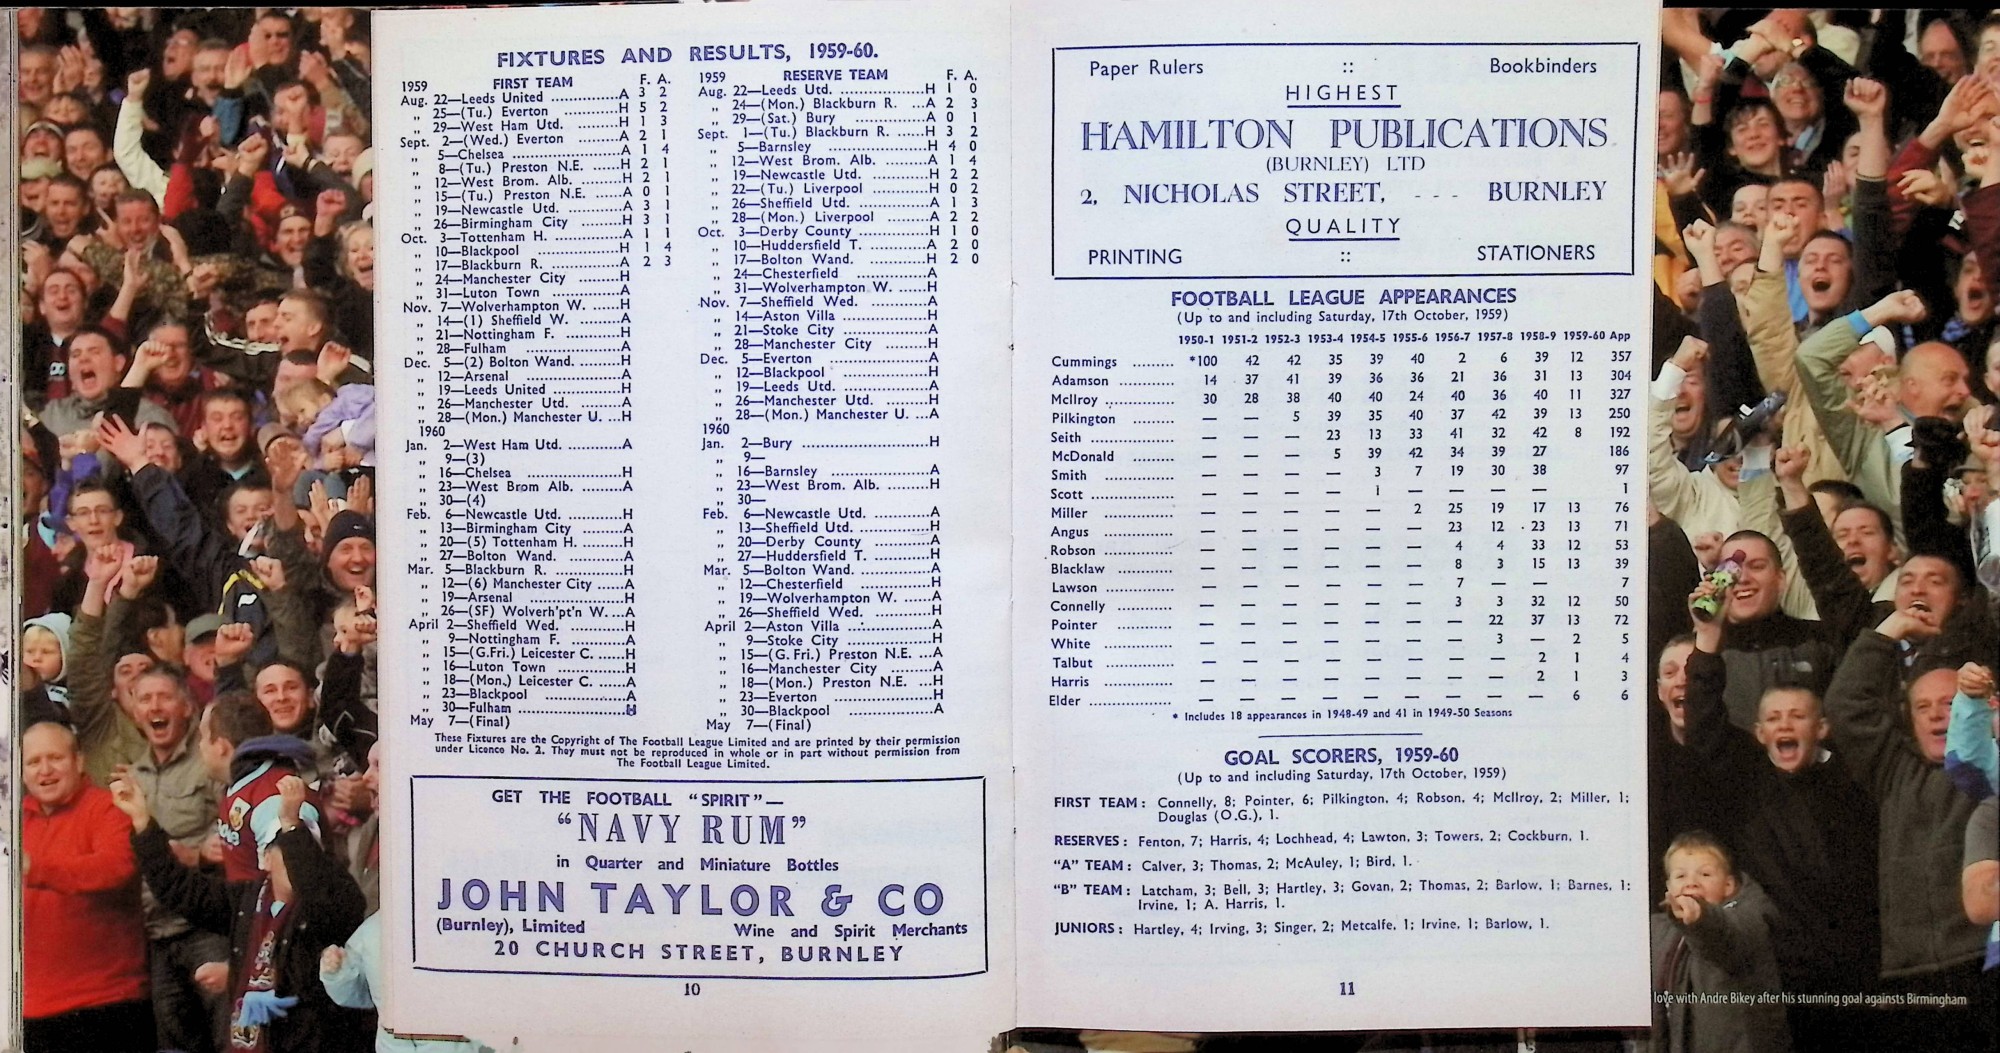 FIXTURES AND RESULTS, 1959-60.
1959 FIRST TEAM F. A.
Aug. 22—Leeds United ..............A 3 2
„ 25—(Tu.) Everton ................H 5 2
„ 29—West Ham Utd. ............H 1 3
Sept. 2—(Wed.) Everton ..........A 2 1
„ 5—Chelsea ........................A 1 4
„ 8—(Tu.) Preston N.E. .......H 2 1
„ 12—West Brom. Alb. ..........H 2 1
„ 15—(Tu.) Preston N.E. .......A 0 1
„ 19—Newcastle Utd. ............A 3 1
„ 26—Birmingham City .........H 3 1
Oct. 3—Tottenham H. ..............A 1 1
„ 10—Blackpool ......................H 1 4
„ 17—Blackburn R. .................A 2 3
„ 24—Manchester City ...........H
„ 31—Luton Town ..................A
Nov. 7—Wolverhampton W. .......H
„ 14—(1) Sheffield W. ............A
„ 21—Nottingham F. ...............H
„ 28—Fulham ..........................A
Dec. 5—(2) Bolton Wand. ..........H
„ 12—Arsenal .........................A
„ 19—Leeds United .................H
„ 26—Manchester Utd. ...........A
„ 28—(Mon.) Manchester U. ...H
1960
Jan. 2—West Ham Utd. ............A
„ 9—(3)
„ 16—Chelsea .........................H
„ 23—West Brom Alb. ...........A
„ 30—(4)
Feb. 6—Newcastle Utd. ............H
„ 13—Birmingham City ..........A
„ 20—(5) Tottenham H. .........H
„ 27—Bolton Wand. ...............A
Mar. 5—Blackburn R. ................H
„ 12—(6) Manchester City .....A
„ 19—Arsenal .........................H
„ 26—(SF) Wolverh'pt'n W....A
April 2—Sheffield Wed. ............H
„ 9—Nottingham F. ...............A
„ 15—(G.Fri.) Leicester C. ......H
„ 16—Luton Town ..................H
„ 18—(Mon.) Leicester C. .......A
„ 23—Blackpool ......................A
„ 30—Fulham ..........................H
May 7—(Final)
1959 RESERVE TEAM F. A.
Aug. 22—Leeds Utd. ..................H 1 0
„ 24—(Mon.) Blackburn R. ...A 2 3
„ 29—(Sat.) Bury ..................A 0 1
Sept. 1—(Tu.) Blackburn R. ......H 3 2
„ 5—Barnsley ........................H 4 0
„ 12—West Brom. Alb. ..........A 1 4
„ 19—Newcastle Utd. ............H 2 2
„ 22—(Tu.) Liverpool ............H 0 2
„ 26—Sheffield Utd. ...............A 1 3
„ 28—(Mon.) Liverpool .........A 2 2
Oct. 3—Derby County ..............H 1 0
„ 10—Huddersfield T. ............A 2 0
„ 17—Bolton Wand. ...............H 2 0
„ 24—Chesterfield ..................A
„ 31—Wolverhampton W. ......H
Nov. 7—Sheffield Wed. .............A
„ 14—Aston Villa ....................H
„ 21—Stoke City .....................A
„ 28—Manchester City ...........H
Dec. 5—Everton .........................A
„ 12—Blackpool ......................H
„ 19—Leeds Utd. ....................A
„ 26—Manchester Utd. ...........H
„ 28—(Mon.) Manchester U. ...A
1960
Jan. 2—Bury ..............................H
„ 9—
„ 16—Barnsley ........................A
„ 23—West Brom. Alb. ..........H
„ 30—
Feb. 6—Newcastle Utd. ............A
„ 13—Sheffield Utd. ................H
„ 20—Derby County ...............A
„ 27—Huddersfield T. .............H
Mar. 5—Bolton Wand. ...............A
„ 12—Chesterfield ..................H
„ 19—Wolverhampton W. ......A
„ 26—Sheffield Wed. ...............H
April 2—Aston Villa ...................A
„ 9—Stoke City .....................H
„ 15—(G. Fri.) Preston N.E. ...A
„ 16—Manchester City ...........A
„ 18—(Mon.) Preston N.E. ...H
„ 23—Everton .........................H
„ 30—Blackpool ......................A
May 7—(Final)
These Fixtures are the Copyright of The Football League Limited and are printed by their permission
under Licence No. 2. They must not be reproduced in whole or in part without permission from
The Football League Limited.
GET THE FOOTBALL "SPIRIT"—
"NAVY RUM"
in Quarter and Miniature Bottles
JOHN TAYLOR & CO
(Burnley), Limited Wine and Spirit Merchants
20 CHURCH STREET, BURNLEY
10
Paper Rulers :: Bookbinders
HIGHEST
HAMILTON PUBLICATIONS
(BURNLEY) LTD
2, NICHOLAS STREET, - - - BURNLEY
QUALITY
PRINTING :: STATIONERS
FOOTBALL LEAGUE APPEARANCES
(Up to and including Saturday, 17th October, 1959)
1950-1 1951-2 1952-3 1953-4 1954-5 1955-6 1956-7 1957-8 1958-9 1959-60 App
Cummings ......... *100 42 42 35 39 40 2 6 39 12 357
Adamson ............ 14 37 41 39 36 36 21 36 31 13 304
McIlroy ............... 30 28 38 40 40 24 40 36 40 11 327
Pilkington ......... — — 5 39 35 40 37 42 39 13 250
Seith .................. — — — 23 13 33 41 32 42 8 192
McDonald ......... — — — 5 39 42 34 39 27 186
Smith .................. — — — — 3 7 19 30 38 97
Scott .................. — — — — 1 — — — — 1
Miller .................. — — — — — 2 25 19 17 13 76
Angus .................. — — — — — — 23 12 23 13 71
Robson ............... — — — — — — 4 4 33 12 53
Blacklaw ............ — — — — — — 8 3 15 13 39
Lawson ............... — — — — — — 7 — — 7
Connelly ............ — — — — — — 3 3 32 12 50
Pointer ............... — — — — — — — 22 37 13 72
White .................. — — — — — — — 3 — 2 5
Talbut .................. — — — — — — — — 2 1 4
Harris .................. — — — — — — — — 2 1 3
Elder .................. — — — — — — — — — 6 6
* Includes 18 appearances in 1948-49 and 41 in 1949-50 Seasons
GOAL SCORERS, 1959-60
(Up to and including Saturday, 17th October, 1959)
FIRST TEAM : Connelly, 8; Pointer, 6; Pilkington, 4; Robson, 4; McIlroy, 2; Miller, 1;
Douglas (O.G.), 1.
RESERVES : Fenton, 7; Harris, 4; Lochhead, 4; Lawton, 3; Towers, 2; Cockburn, 1.
"A" TEAM : Calver, 3; Thomas, 2; McAuley, 1; Bird, 1.
"B" TEAM : Latcham, 3; Bell, 3; Hartley, 3; Govan, 2; Thomas, 2; Barlow, 1; Barnes, 1;
Irvine, 1; A. Harris, 1.
JUNIORS : Hartley, 4; Irving, 3; Singer, 2; Metcalfe, 1; Irvine, 1; Barlow, 1.
11
love with Andre Bikey after his stunning goal againsts Birmingham